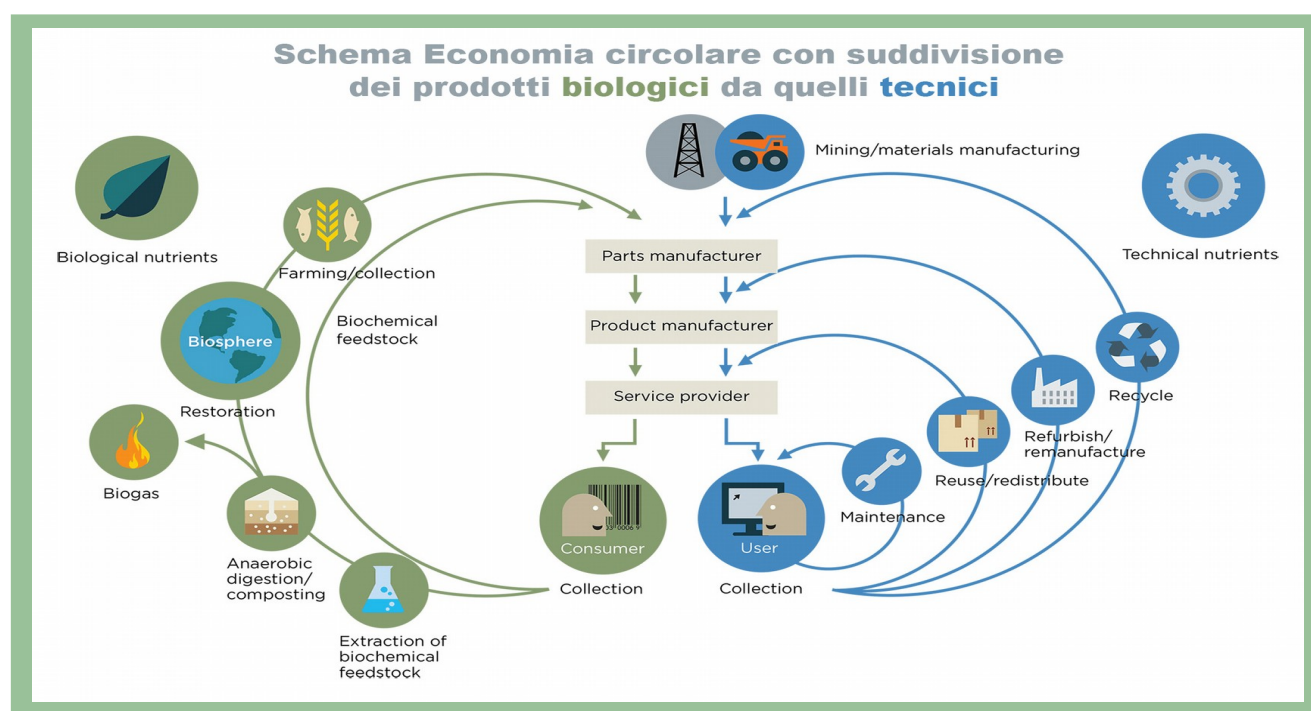 Schema Economia circolare con suddivisione
dei prodotti biologici da quelli tecnici
Mining/materials manufacturing
Biological nutrients
Technical nutrients
Farming/collection
Parts manufacturer
Biochemical
feedstock
Product manufacturer
Biosphere
Restoration
Service provider
Recycle
Refurbish/
remanufacture
Reuse/redistribute
Biogas
Maintenance
Consumer
User
Anaerobic
digestion/
composting
Collection
Collection
Extraction of
biochemical
feedstock